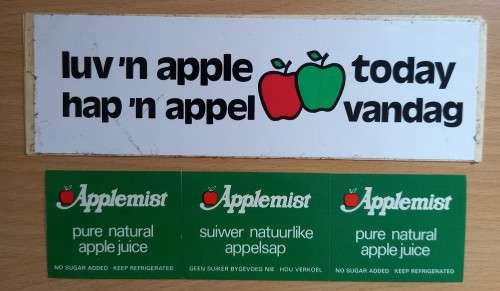 luv 'n apple today
hap 'n appel vandag
Applemist
pure natural
apple juice
NO SUGAR ADDED · KEEP REFRIGERATED
Applemist
suiwer natuurlike
appelsap
GEEN SUIKER BYGEVOEG NIE · HOU VERKOEL
Applemist
pure natural
apple juice
NO SUGAR ADDED · KEEP REFRIGERATED